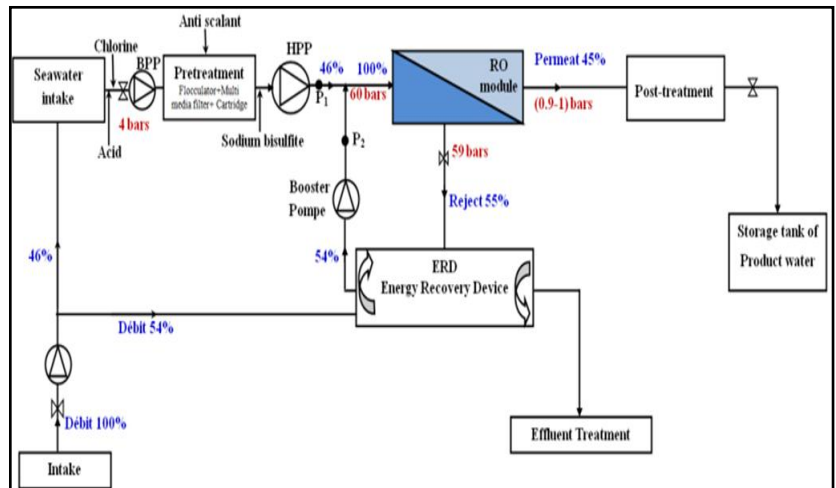 Anti scalant
Chlorine
BPP
HPP
Seawater
intake
Pretreatment
Flocculator+Multi
media filter+ Cartridge
46%
100%
P1
60 bars
RO
module
Permeat 45%
(0.9-1) bars
Post-treatment
4 bars
Acid
Sodium bisulfite
P2
59 bars
Booster
Pompe
Reject 55%
Storage tank of
Product water
46%
54%
ERD
Energy Recovery Device
Débit 54%
Débit 100%
Effluent Treatment
Intake